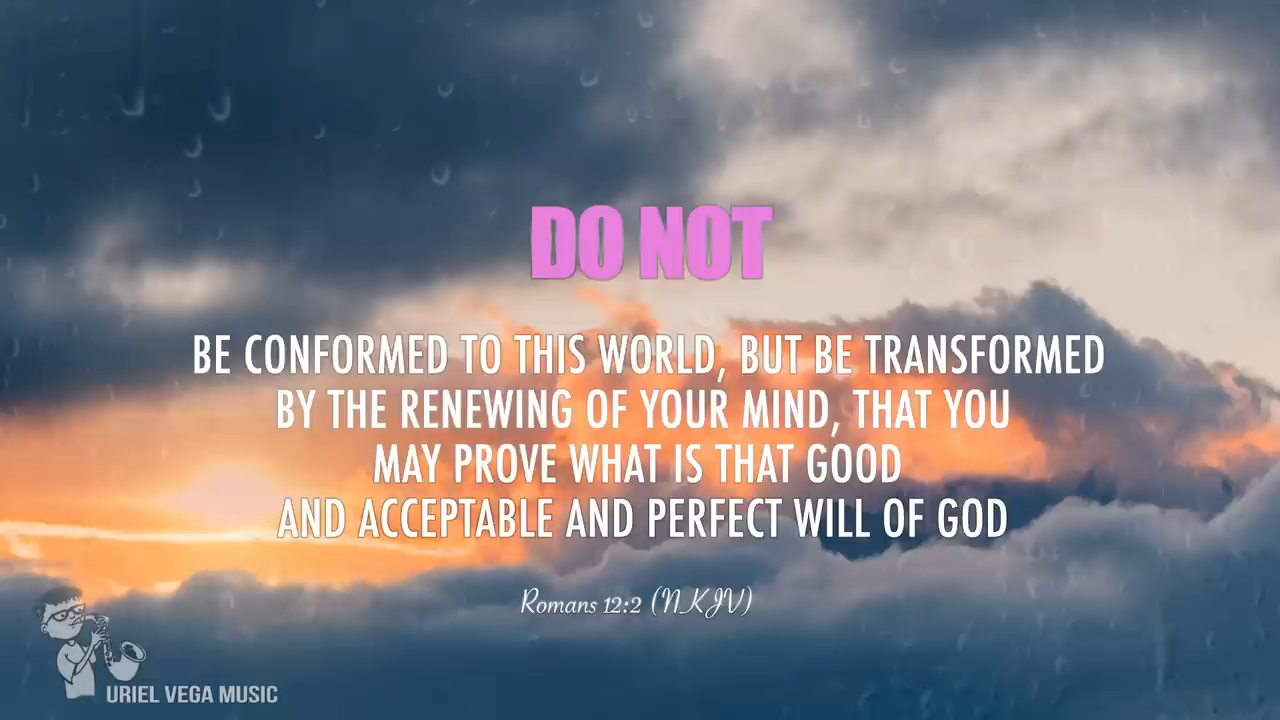 DO NOT
BE CONFORMED TO THIS WORLD, BUT BE TRANSFORMED
BY THE RENEWING OF YOUR MIND, THAT YOU
MAY PROVE WHAT IS THAT GOOD
AND ACCEPTABLE AND PERFECT WILL OF GOD
Romans 12:2 (NKJV)
URIEL VEGA MUSIC